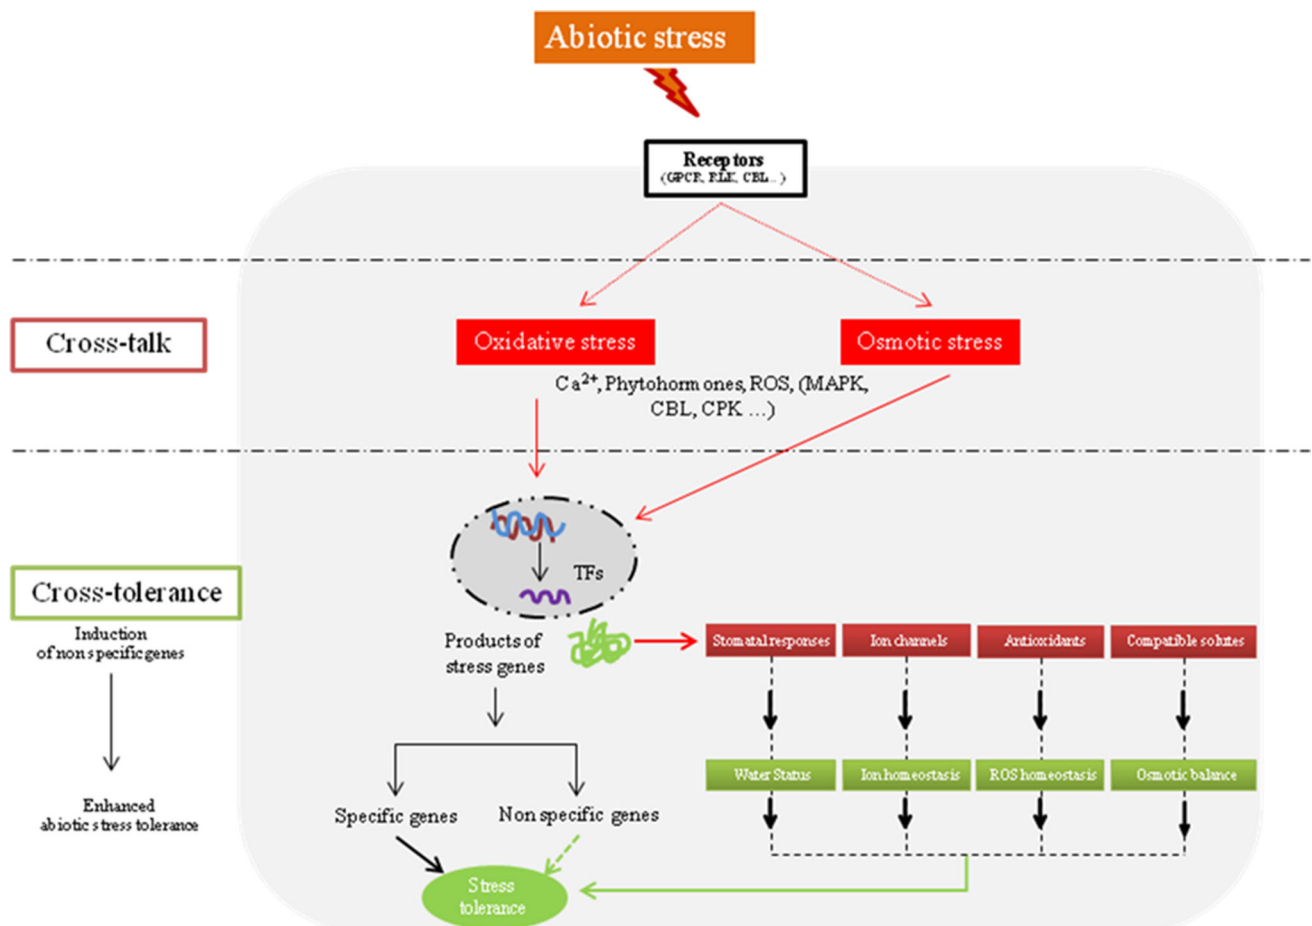 Abiotic stress
Receptors
(GPCR, RLK, CBL...)
Cross-talk
Oxidative stress
Osmotic stress
Ca²⁺, Phytohormones, ROS, (MAPK,
CBL, CPK ...)
Cross-tolerance
Induction
of non specific genes
Enhanced
abiotic stress tolerance
TFs
Products of
stress genes
Stomatal responses
Ion channels
Antioxidants
Compatible solutes
Water Status
Ion homeostasis
ROS homeostasis
Osmotic balance
Specific genes
Non specific genes
Stress
tolerance